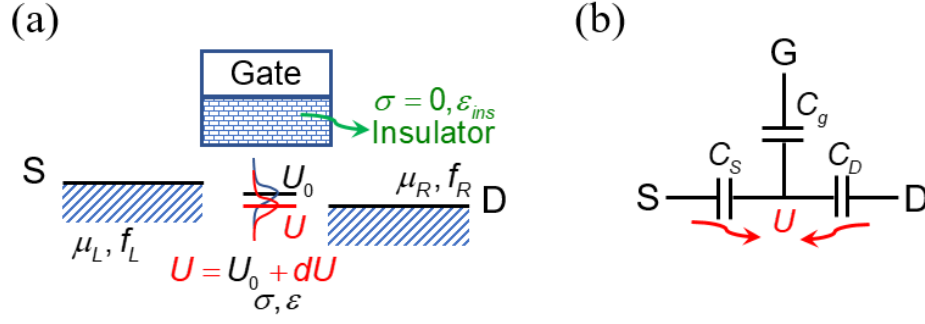 (a)
Gate
σ = 0, ε_ins
Insulator
S
U_0
μ_R, f_R
D
U
μ_L, f_L
U = U_0 + dU
σ, ε
(b)
G
C_g
C_S
C_D
S
U
D